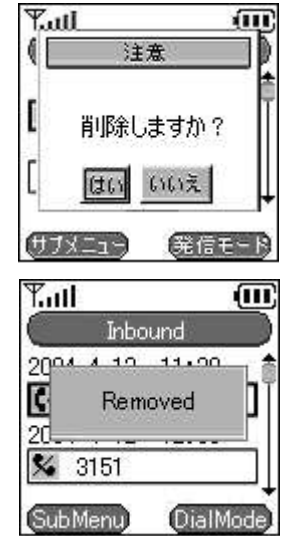 注意
削除しますか？
はい いいえ
サブメニュー 発信モード
Inbound
Removed
3151
SubMenu DialMode